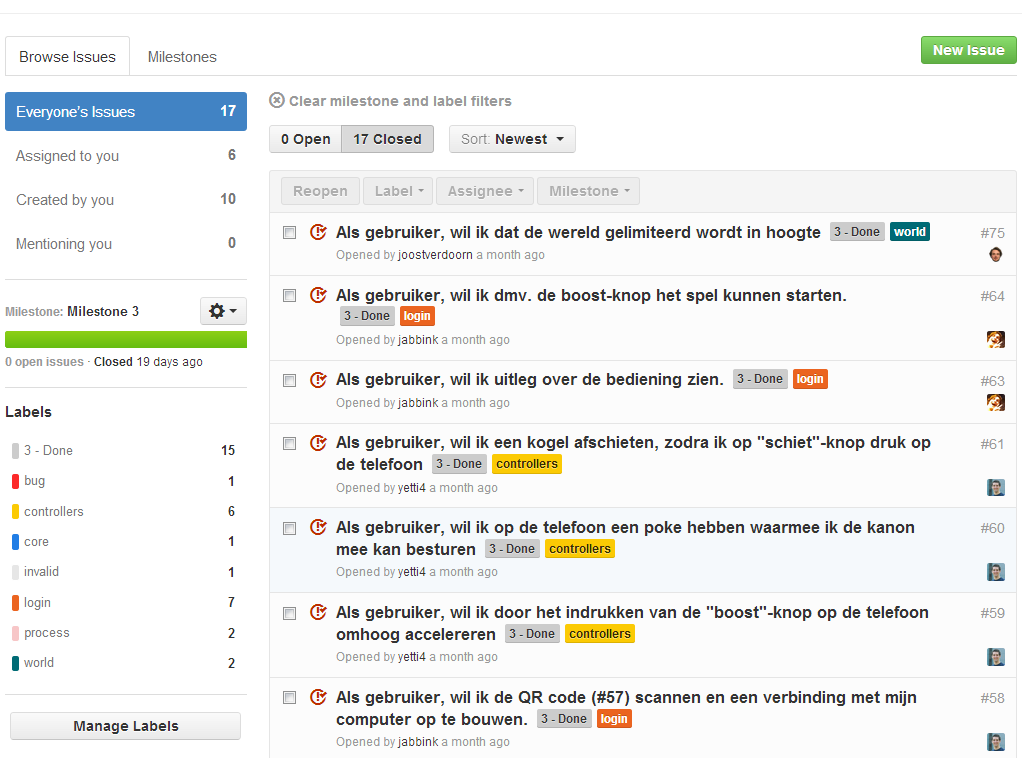 Browse Issues
Milestones
New Issue
Everyone's Issues 17
Assigned to you 6
Created by you 10
Mentioning you 0
Milestone: Milestone 3
0 open issues · Closed 19 days ago
Labels
3 - Done 15
bug 1
controllers 6
core 1
invalid 1
login 7
process 2
world 2
Manage Labels
Clear milestone and label filters
0 Open 17 Closed Sort: Newest
Reopen Label Assignee Milestone
Als gebruiker, wil ik dat de wereld gelimiteerd wordt in hoogte 3 - Done world #75
Opened by joostverdoorn a month ago
Als gebruiker, wil ik dmv. de boost-knop het spel kunnen starten. #64
3 - Done login
Opened by jabbink a month ago
Als gebruiker, wil ik uitleg over de bediening zien. 3 - Done login #63
Opened by jabbink a month ago
Als gebruiker, wil ik een kogel afschieten, zodra ik op "schiet"-knop druk op #61
de telefoon 3 - Done controllers
Opened by yetti4 a month ago
Als gebruiker, wil ik op de telefoon een poke hebben waarmee ik de kanon #60
mee kan besturen 3 - Done controllers
Opened by yetti4 a month ago
Als gebruiker, wil ik door het indrukken van de "boost"-knop op de telefoon #59
omhoog accelereren 3 - Done controllers
Opened by yetti4 a month ago
Als gebruiker, wil ik de QR code (#57) scannen en een verbinding met mijn #58
computer op te bouwen. 3 - Done login
Opened by jabbink a month ago